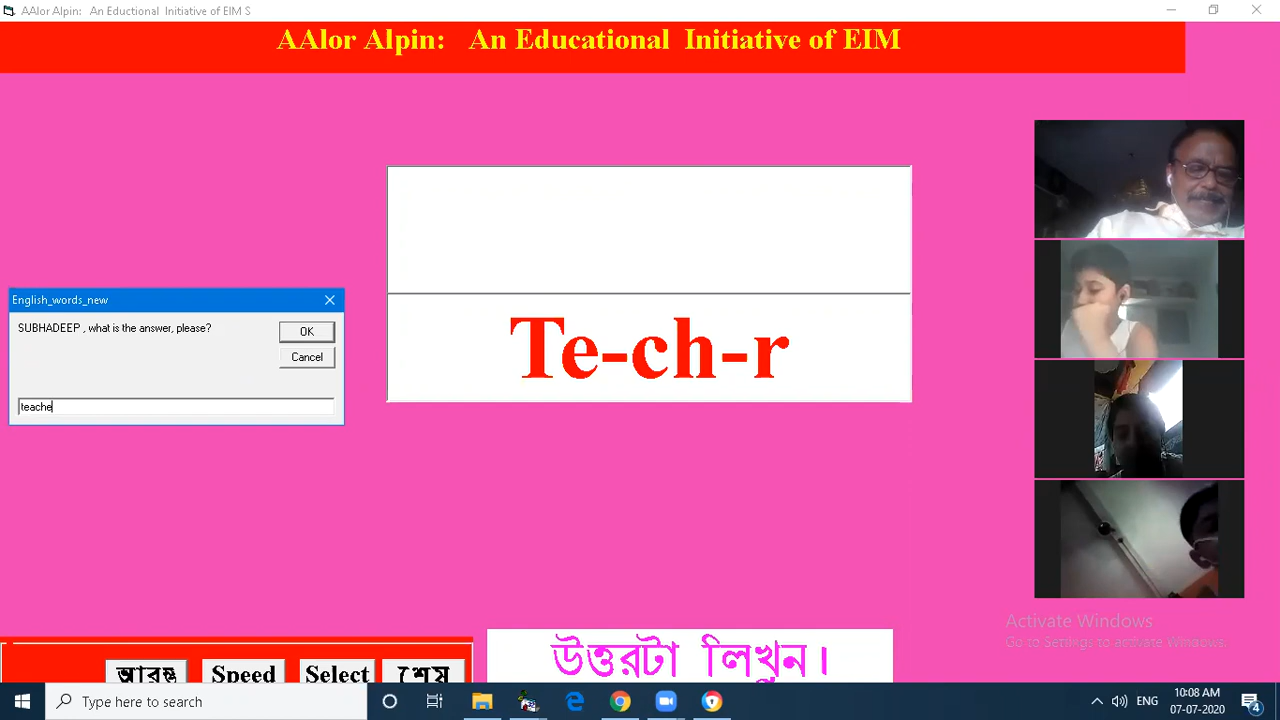 AAlor Alpin: An Eductional Initiative of EIM S
AAlor Alpin: An Educational Initiative of EIM
English_words_new
SUBHADEEP , what is the answer, please?
OK
Cancel
teache
Te-ch-r
Activate Windows
Go to Settings to activate Windows.
উত্তরটা লিখুন।
আরম্ভ Speed Select শেষ
Type here to search
ENG
10:08 AM
07-07-2020
4